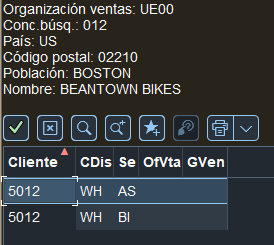 Organización ventas: UE00
Conc.búsq.: 012
País: US
Código postal: 02210
Población: BOSTON
Nombre: BEANTOWN BIKES
Cliente CDis Se OfVta GVen
5012 WH AS
5012 WH BI